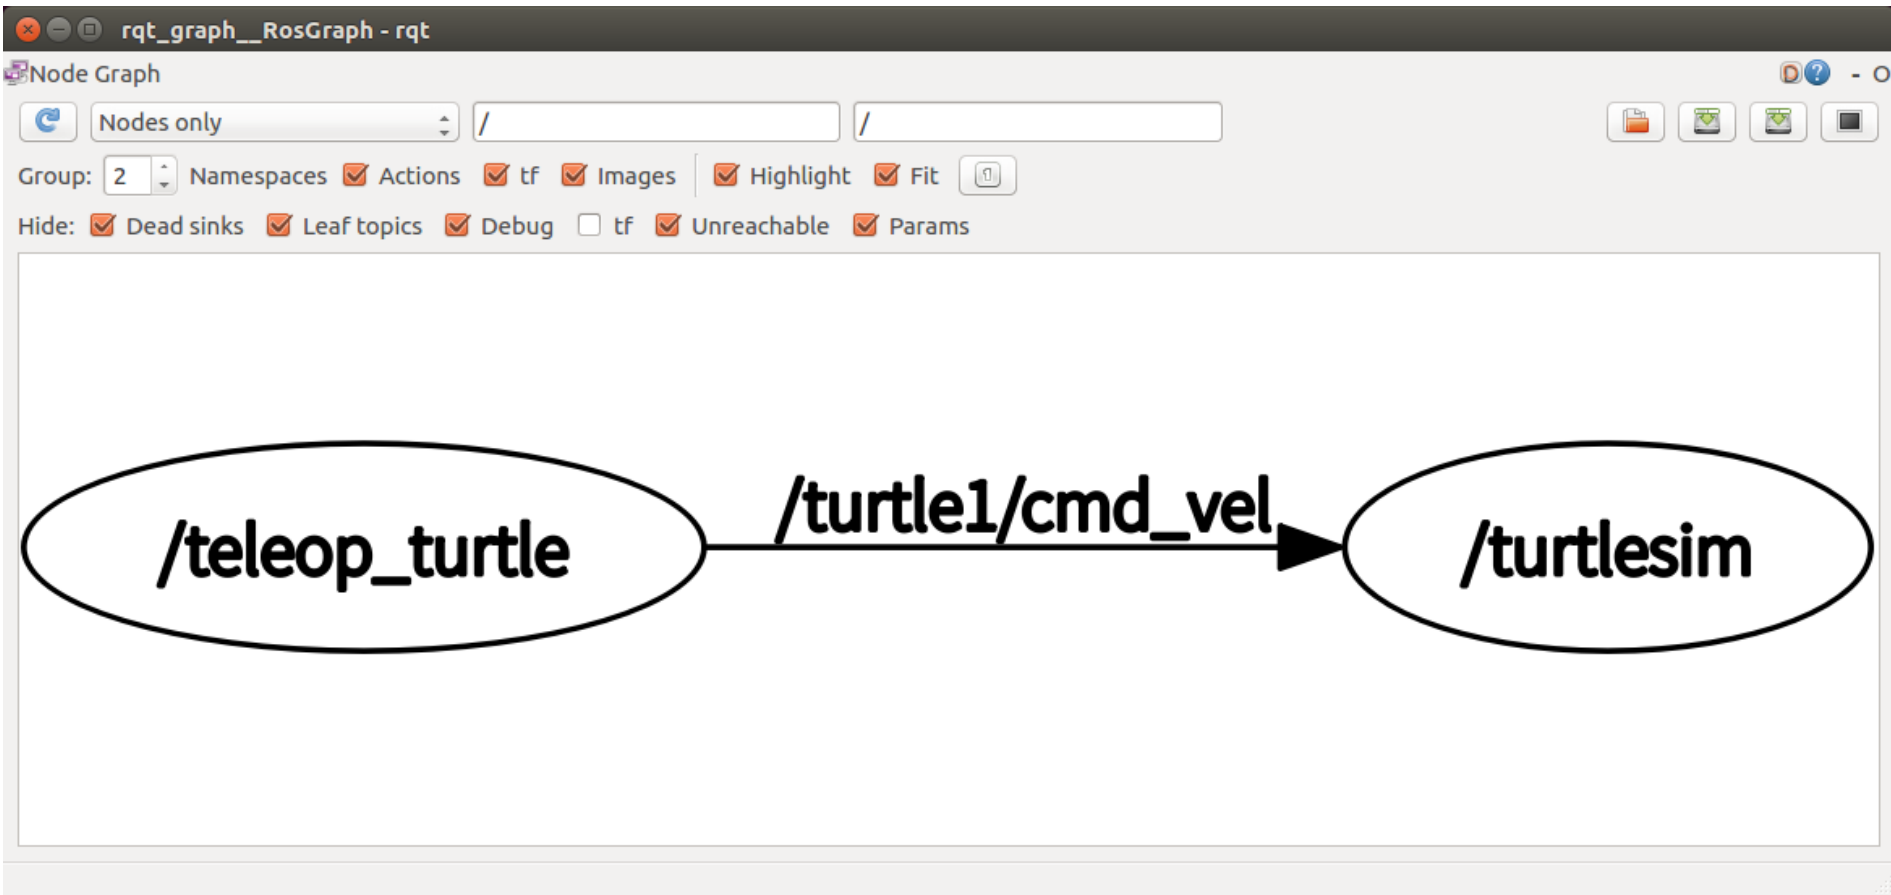 rqt_graph__RosGraph - rqt
Node Graph D ? - O
Nodes only / /
Group: 2 Namespaces Actions tf Images Highlight Fit
Hide: Dead sinks Leaf topics Debug tf Unreachable Params
/turtle1/cmd_vel
/teleop_turtle /turtlesim